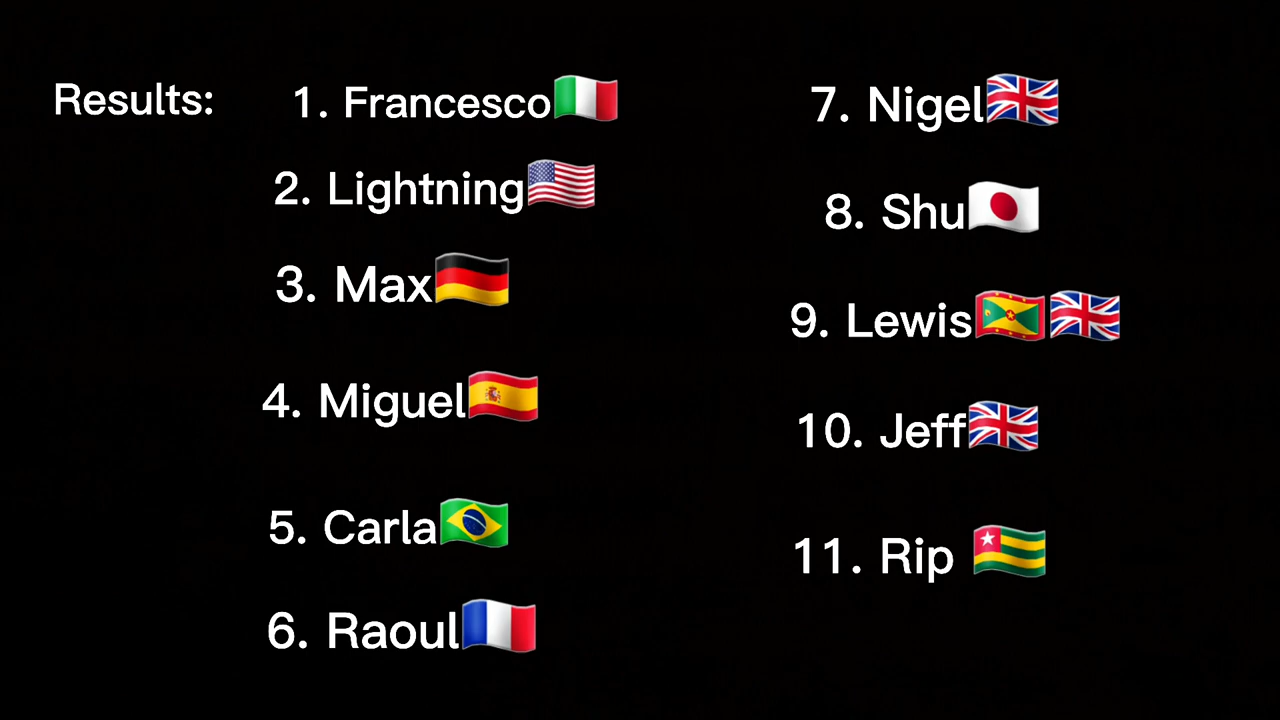 Results:
1. Francesco🇮🇹
2. Lightning🇺🇸
3. Max🇩🇪
4. Miguel🇪🇸
5. Carla🇧🇷
6. Raoul🇫🇷
7. Nigel🇬🇧
8. Shu🇯🇵
9. Lewis🇬🇩🇬🇧
10. Jeff🇬🇧
11. Rip 🇹🇬